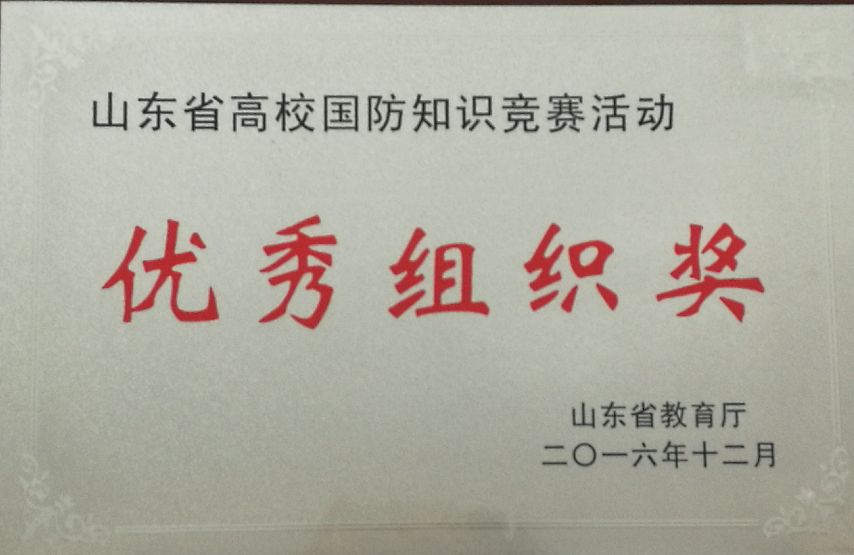 山东省高校国防知识竞赛活动
优秀组织奖
山东省教育厅
二〇一六年十二月